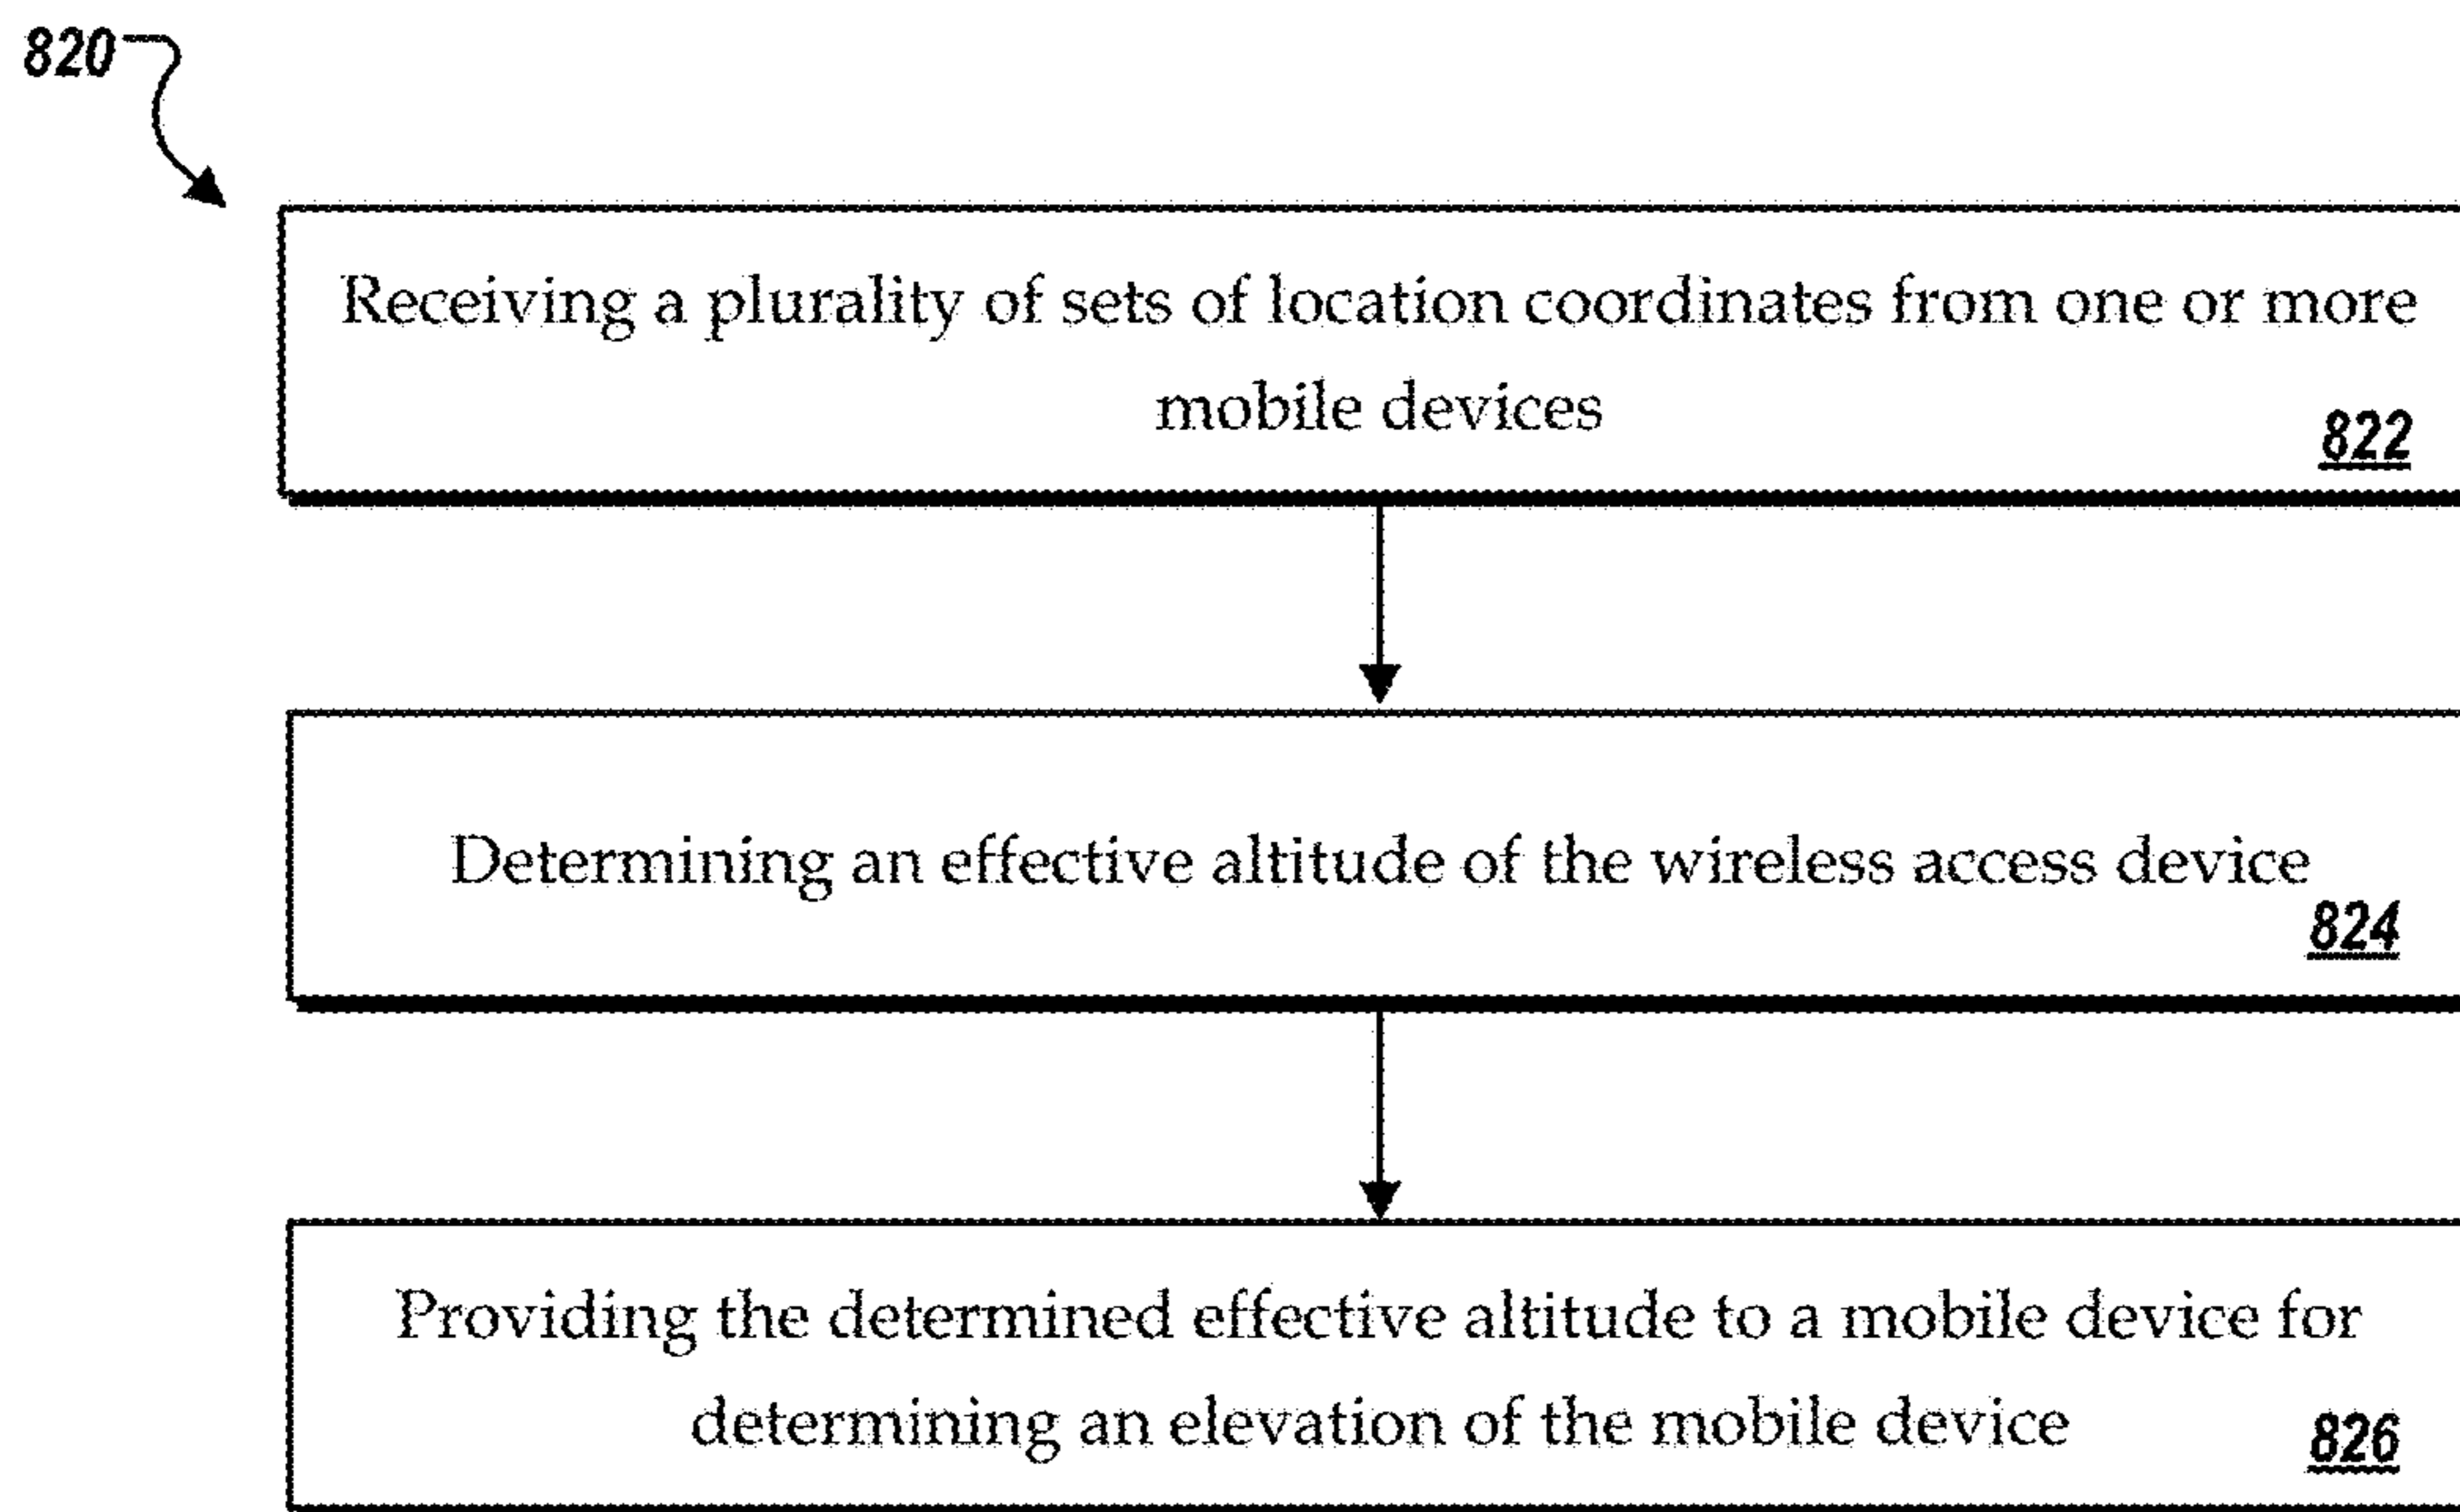 820
Receiving a plurality of sets of location coordinates from one or more
mobile devices
822
Determining an effective altitude of the wireless access device
824
Providing the determined effective altitude to a mobile device for
determining an elevation of the mobile device
826